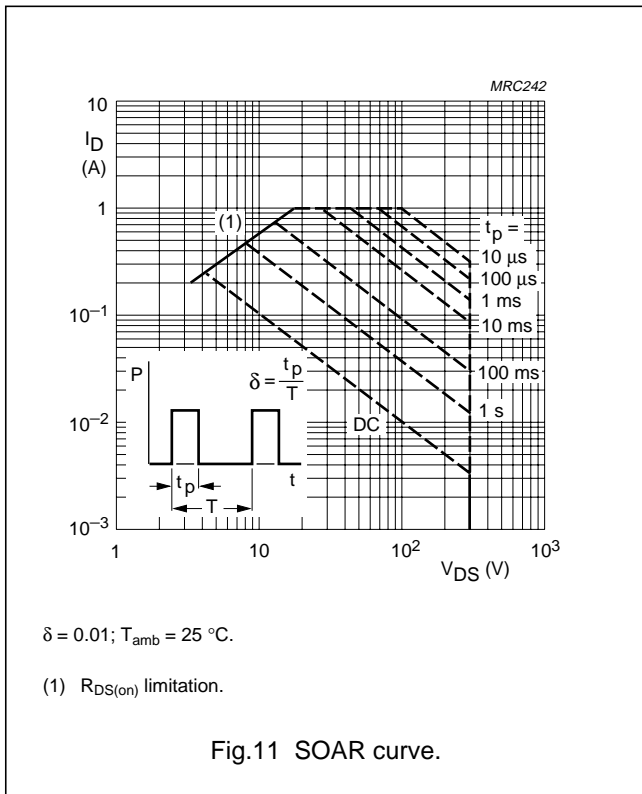 MRC242
10
I_D
(A)
1
10^−1
10^−2
10^−3
(1)
t_p =
10 µs
100 µs
1 ms
10 ms
100 ms
1 s
DC
P
δ = t_p/T
t_p
T
t
1
10
10^2
10^3
V_DS (V)
δ = 0.01; T_amb = 25 °C.
(1) R_DS(on) limitation.
Fig.11 SOAR curve.